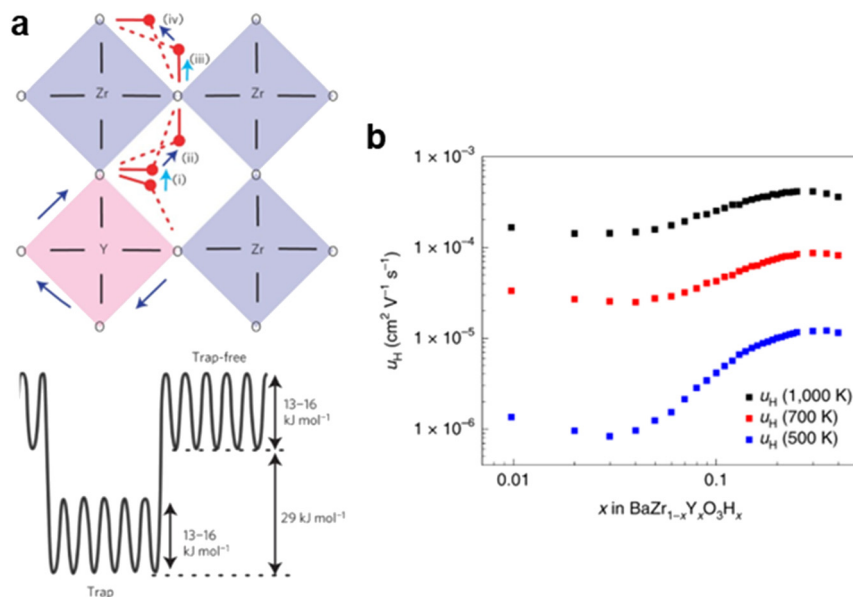 a
O
O
(iv)
(iii)
O
Zr
O
Zr
O
(ii)
O
(i)
O
O
Y
O
Zr
O
O
O
Trap-free
13–16
kJ mol⁻¹
29 kJ mol⁻¹
13–16
kJ mol⁻¹
Trap
b
1 × 10⁻³
1 × 10⁻⁴
1 × 10⁻⁵
1 × 10⁻⁶
u_H (cm² V⁻¹ s⁻¹)
u_H (1,000 K)
u_H (700 K)
u_H (500 K)
0.01
0.1
x in BaZr₁₋ₓYₓO₃Hₓ